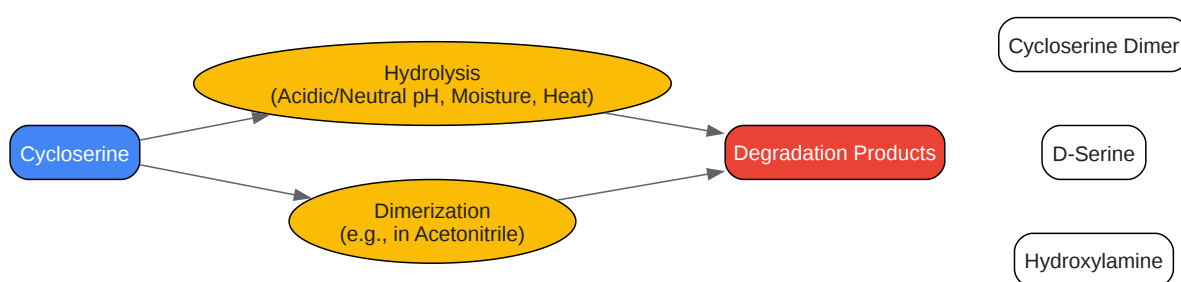 Cycloserine
Hydrolysis
(Acidic/Neutral pH, Moisture, Heat)
Dimerization
(e.g., in Acetonitrile)
Degradation Products
Cycloserine Dimer
D-Serine
Hydroxylamine